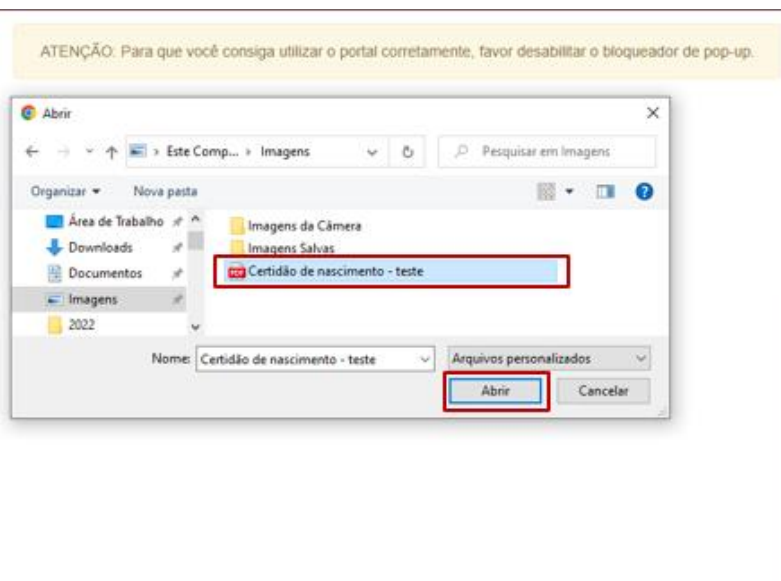 ATENÇÃO: Para que você consiga utilizar o portal corretamente, favor desabilitar o bloqueador de pop-up.
Abrir
Este Comp... › Imagens
Pesquisar em Imagens
Organizar
Nova pasta
Área de Trabalho
Downloads
Documentos
Imagens
2022
Imagens da Câmera
Imagens Salvas
PDF Certidão de nascimento - teste
Nome: Certidão de nascimento - teste
Arquivos personalizados
Abrir
Cancelar